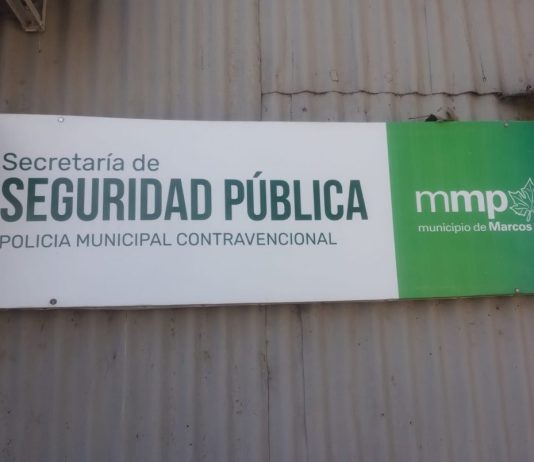 Secretaría de
SEGURIDAD PÚBLICA
POLICIA MUNICIPAL CONTRAVENCIONAL
mmp
municipio de Marcos